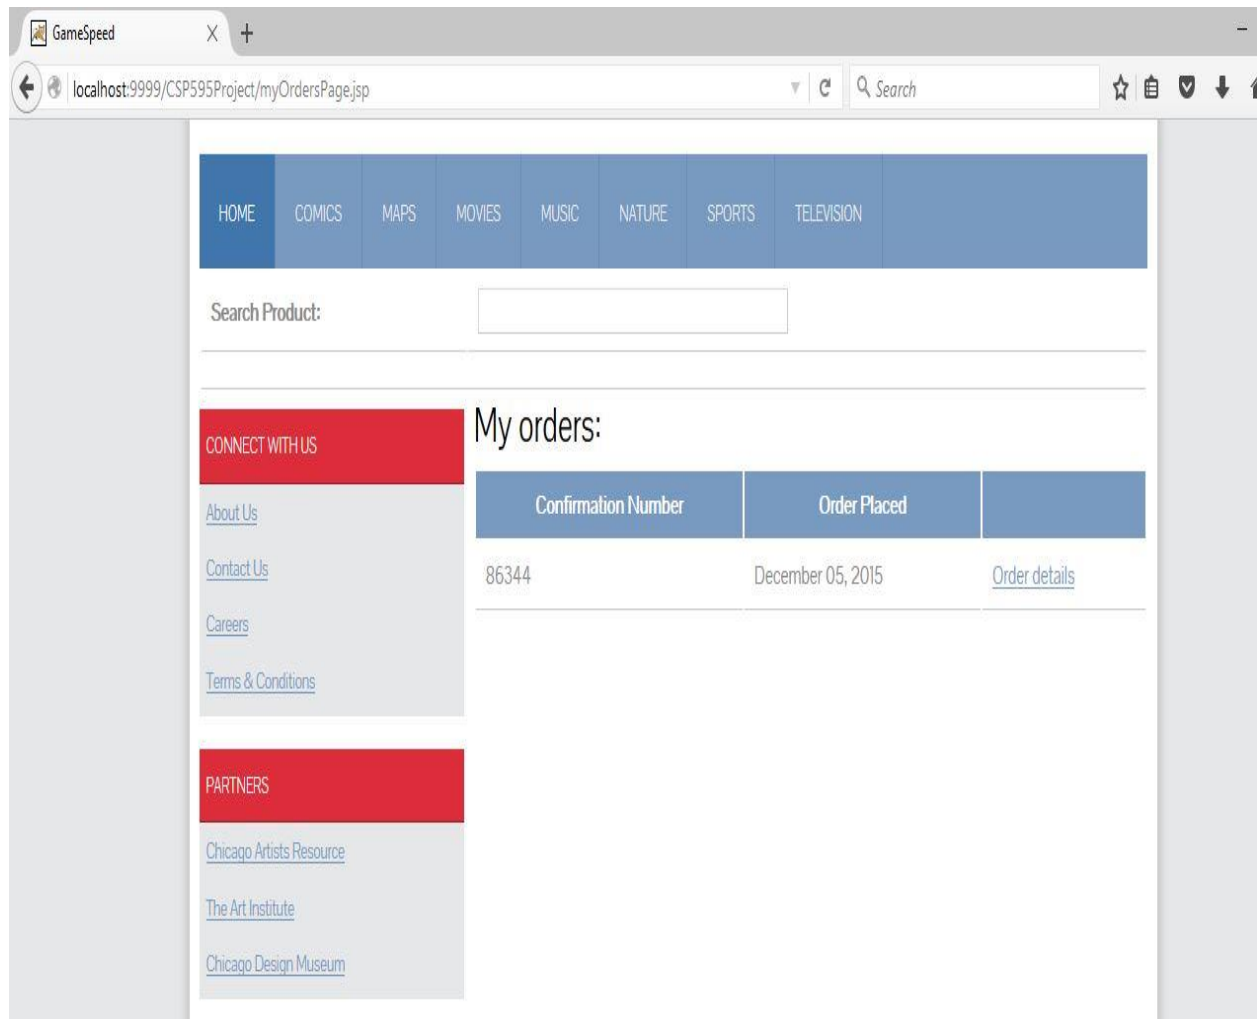 GameSpeed
localhost:9999/CSP595Project/myOrdersPage.jsp
Search
HOME COMICS MAPS MOVIES MUSIC NATURE SPORTS TELEVISION
Search Product:
CONNECT WITH US
About Us
Contact Us
Careers
Terms & Conditions
PARTNERS
Chicago Artists Resource
The Art Institute
Chicago Design Museum
My orders:
Confirmation Number Order Placed
86344 December 05, 2015 Order details